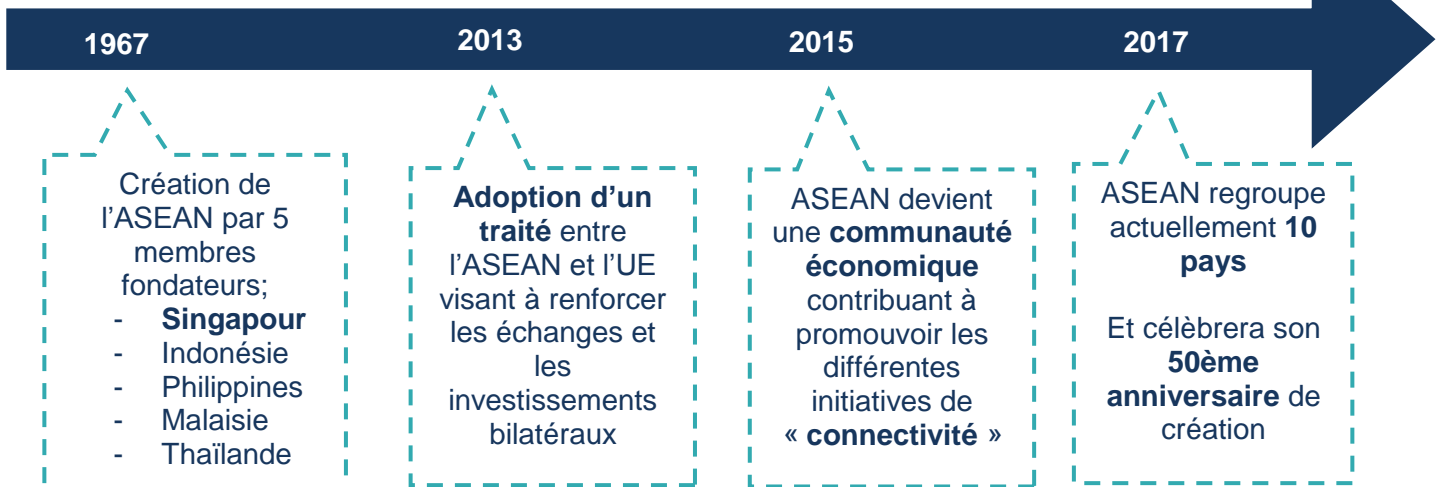 1967
2013
2015
2017
Création de
l’ASEAN par 5
membres
fondateurs;
- Singapour
- Indonésie
- Philippines
- Malaisie
- Thaïlande
Adoption d’un
traité entre
l’ASEAN et l’UE
visant à renforcer
les échanges et
les
investissements
bilatéraux
ASEAN devient
une communauté
économique
contribuant à
promouvoir les
différentes
initiatives de
« connectivité »
ASEAN regroupe
actuellement 10
pays
Et célèbrera son
50ème
anniversaire de
création